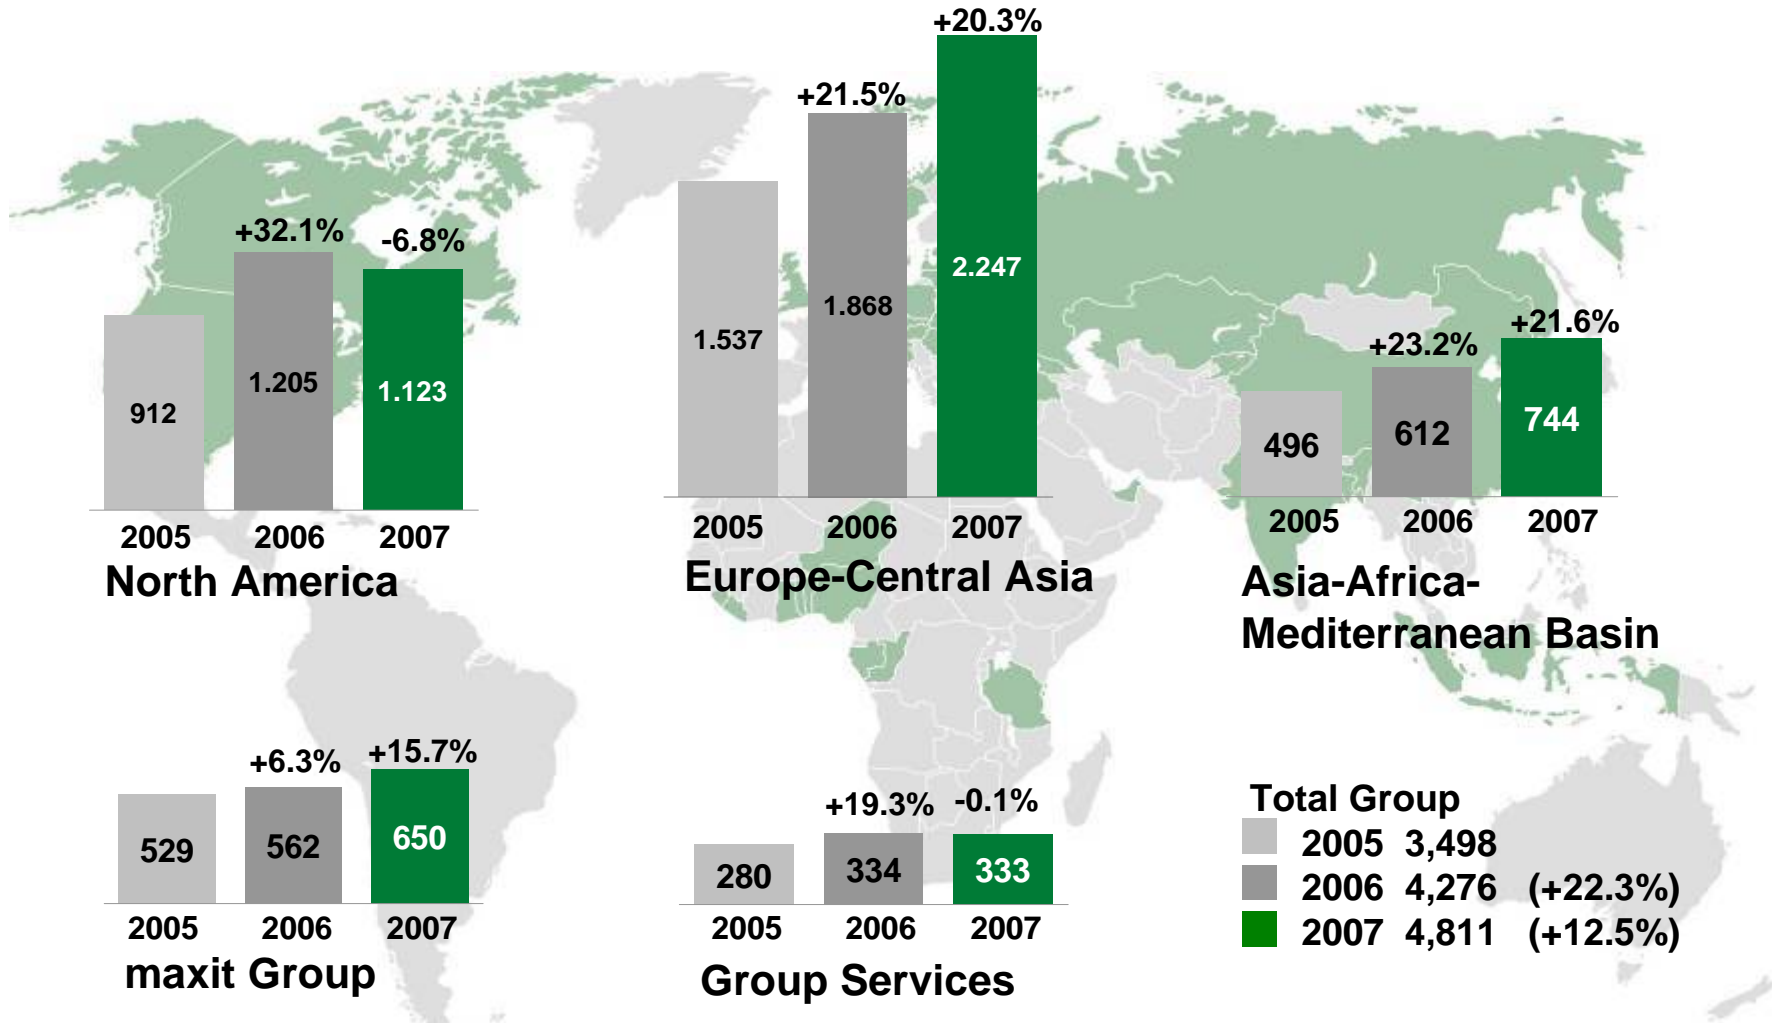 +32.1%
-6.8%
912
1.205
1.123
2005 2006 2007
North America
+20.3%
+21.5%
1.537
1.868
2.247
2005 2006 2007
Europe-Central Asia
+23.2%
+21.6%
496
612
744
2005 2006 2007
Asia-Africa-
Mediterranean Basin
+6.3%
+15.7%
529
562
650
2005 2006 2007
maxit Group
+19.3%
-0.1%
280
334
333
2005 2006 2007
Group Services
Total Group
2005 3,498
2006 4,276 (+22.3%)
2007 4,811 (+12.5%)